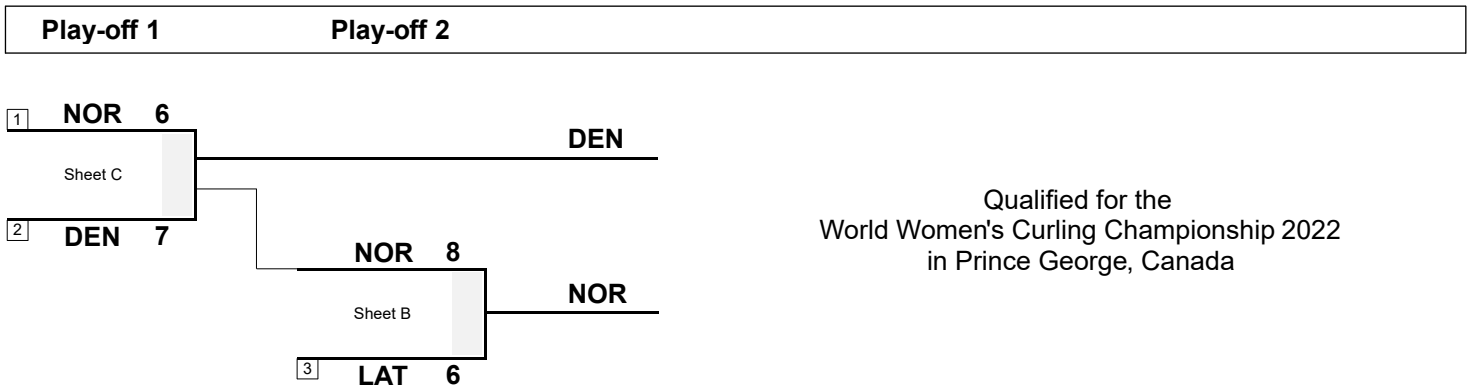 Play-off 1 Play-off 2
1 NOR 6
DEN
Sheet C
2 DEN 7
Qualified for the
World Women's Curling Championship 2022
in Prince George, Canada
NOR 8
NOR
Sheet B
3 LAT 6